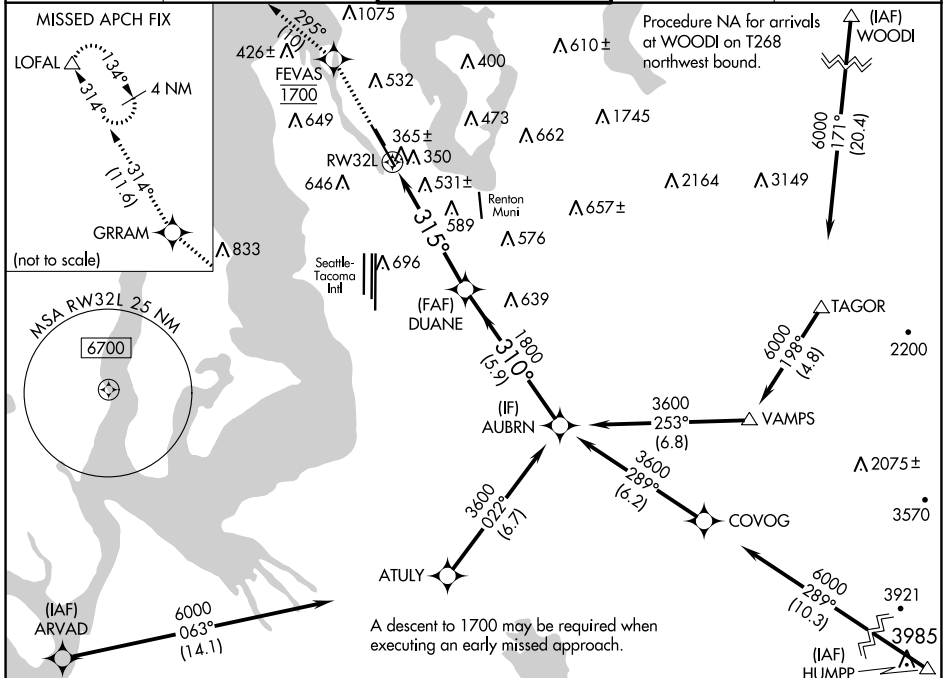 MISSED APCH FIX
LOFAL
134°
4 NM
314°
314°
(11.6)
GRRAM
(not to scale)
833
MSA RW32L 25 NM
6700
295°
(10)
1075
426±
FEVAS
1700
532
400
610±
649
473
662
1745
365±
RW32L
350
646
531±
589
Renton
Muni
657±
2164
3149
576
315°
Seattle-
Tacoma
Intl
696
(FAF)
DUANE
639
Procedure NA for arrivals
at WOODI on T268
northwest bound.
(IAF)
WOODI
6000
171°
(20.4)
TAGOR
6000
198°
(4.8)
2200
1800
310°
(5.9)
(IF)
AUBRN
3600
253°
(6.8)
VAMPS
2075±
3600
289°
(6.2)
3570
COVOG
3600
022°
(6.7)
ATULY
6000
289°
(10.3)
3921
3985
(IAF)
HUMPP
(IAF)
ARVAD
6000
063°
(14.1)
A descent to 1700 may be required when
executing an early missed approach.